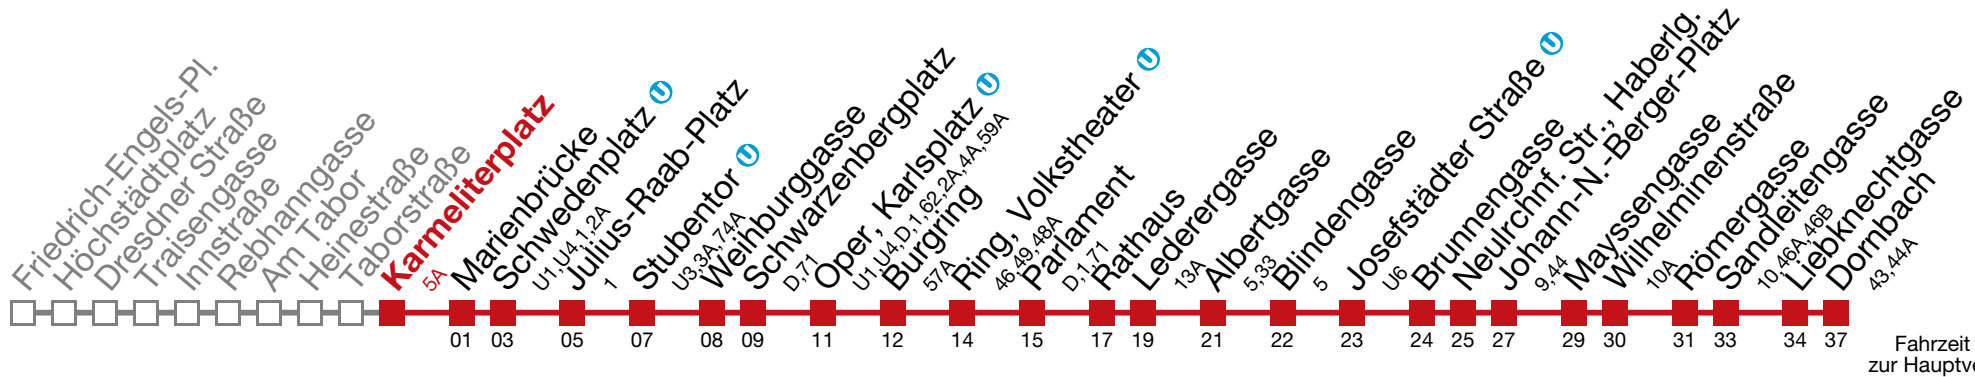 Friedrich-Engels-Pl.
Höchstädtplatz
Dresdner Straße
Traisengasse
Innstraße
Rebhanngasse
Am Tabor
Heinestraße
Taborstraße
Karmeliterplatz
5A
Marienbrücke
Schwedenplatz U
U1,U4,1,2A
Julius-Raab-Platz
1
Stubentor U
U3,3A,74A
Weihburggasse
Schwarzenbergplatz
D,71
Oper, Karlsplatz U
U1,U4,D,1,62,2A,4A,59A
Burgring
57A
Ring, Volkstheater U
46,49,48A
Parlament
D,1,71
Rathaus
Lederergasse
13A
Albertgasse
5,33
Blindengasse
5
Josefstädter Straße U
U6
Brunnengasse
Neulrchnf. Str., Haberlg.
Johann-N.-Berger-Platz
9,44
Mayssengasse
Wilhelminenstraße
10A
Römergasse
Sandleitengasse
10,46A,46B
Liebknechtgasse
Dornbach
43,44A
01 03 05 07 08 09 11 12 14 15 17 19 21 22 23 24 25 27 29 30 31 33 34 37
Fahrzeit
zur Hauptve